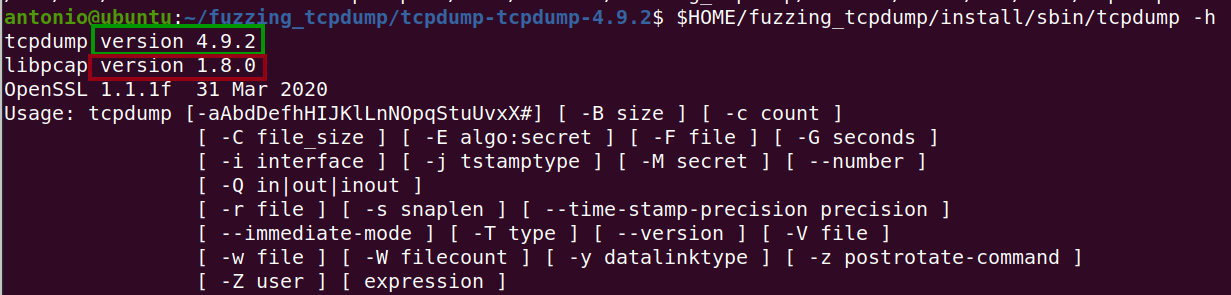 antonio@ubuntu:~/fuzzing_tcpdump/tcpdump-tcpdump-4.9.2$ $HOME/fuzzing_tcpdump/install/sbin/tcpdump -h
tcpdump version 4.9.2
libpcap version 1.8.0
OpenSSL 1.1.1f  31 Mar 2020
Usage: tcpdump [-aAbdDefhHIJKlLnNOpqStuUvxX#] [ -B size ] [ -c count ]
                [ -C file_size ] [ -E algo:secret ] [ -F file ] [ -G seconds ]
                [ -i interface ] [ -j tstamptype ] [ -M secret ] [ --number ]
                [ -Q in|out|inout ]
                [ -r file ] [ -s snaplen ] [ --time-stamp-precision precision ]
                [ --immediate-mode ] [ -T type ] [ --version ] [ -V file ]
                [ -w file ] [ -W filecount ] [ -y datalinktype ] [ -z postrotate-command ]
                [ -Z user ] [ expression ]